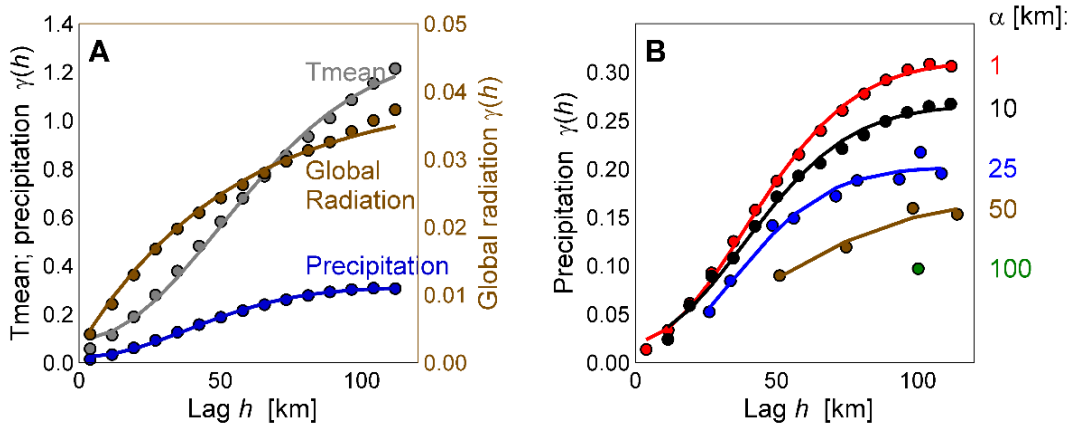 A
Tmean; precipitation γ(h)
1.4
1.2
1.0
0.8
0.6
0.4
0.2
0.0
0
50
100
Lag h [km]
Tmean
Global
Radiation
Precipitation
0.05
0.04
0.03
0.02
0.01
0.00
Global radiation γ(h)
B
Precipitation γ(h)
0.30
0.25
0.20
0.15
0.10
0.05
0.00
0
50
100
Lag h [km]
α [km]:
1
10
25
50
100